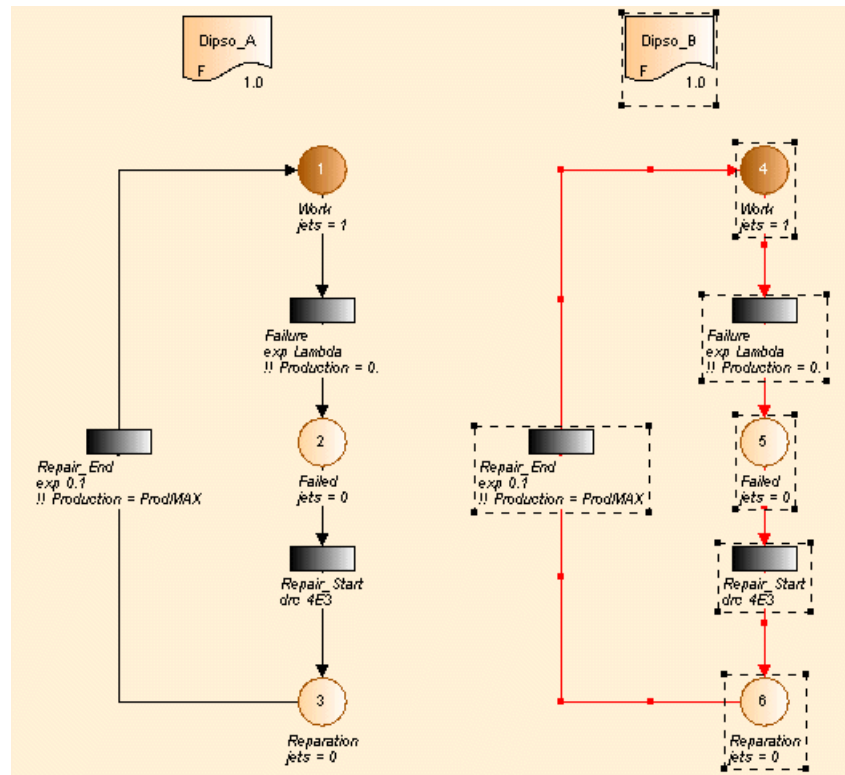 Dipso_A
F
1.0
1
Work
jets = 1
Failure
exp Lambda
!! Production = 0.
2
Failed
jets = 0
Repair_End
exp 0.1
!! Production = ProdMAX
Repair_Start
drc 4E3
3
Reparation
jets = 0
Dipso_B
F
1.0
4
Work
jets = 1
Failure
exp Lambda
!! Production = 0.
5
Failed
jets = 0
Repair_End
exp 0.1
!! Production = ProdMAX
Repair_Start
drc 4E3
6
Reparation
jets = 0